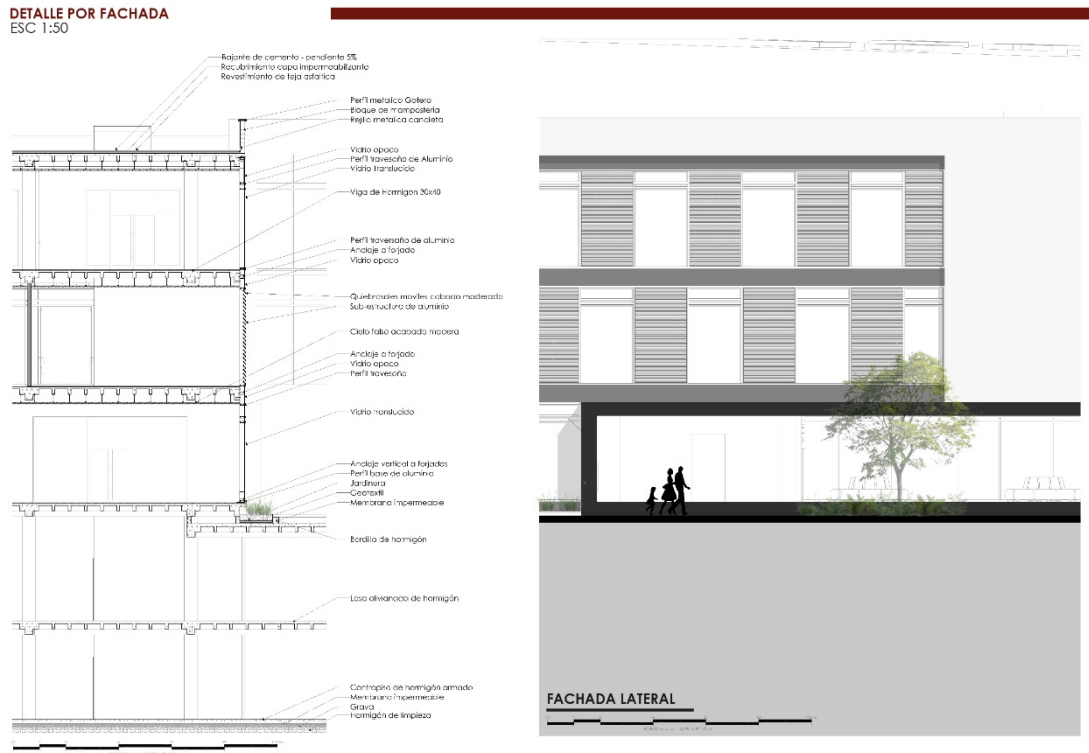 DETALLE POR FACHADA
ESC 1:50
Bajante de cemento - pendiente 5%
Recubrimiento capa impermeabilizante
Revestimiento de teja asfaltica
Perfil metalico Gotero
Bloque de mamposteria
Rejilla metalica canaleta
Vidrio opaco
Perfil travesaño de Aluminio
Vidrio translucido
Viga de Hormigon 30x40
Perfil travesaño de aluminio
Anclaje a forjado
Vidrio opaco
Quiebrasoles moviles acabado maderado
Sub-estructura de aluminio
Cielo falso acabado madera
Anclaje a forjado
Vidrio opaco
Perfil travesaño
Vidrio translucido
Anclaje vertical a forjados
Perfil base de aluminio
Jardinera
Geotextil
Membrana impermeable
Bordillo de hormigón
Losa alivianada de hormigón
Contrapiso de hormigón armado
Membrana impermeable
Grava
Hormigón de limpieza
FACHADA LATERAL